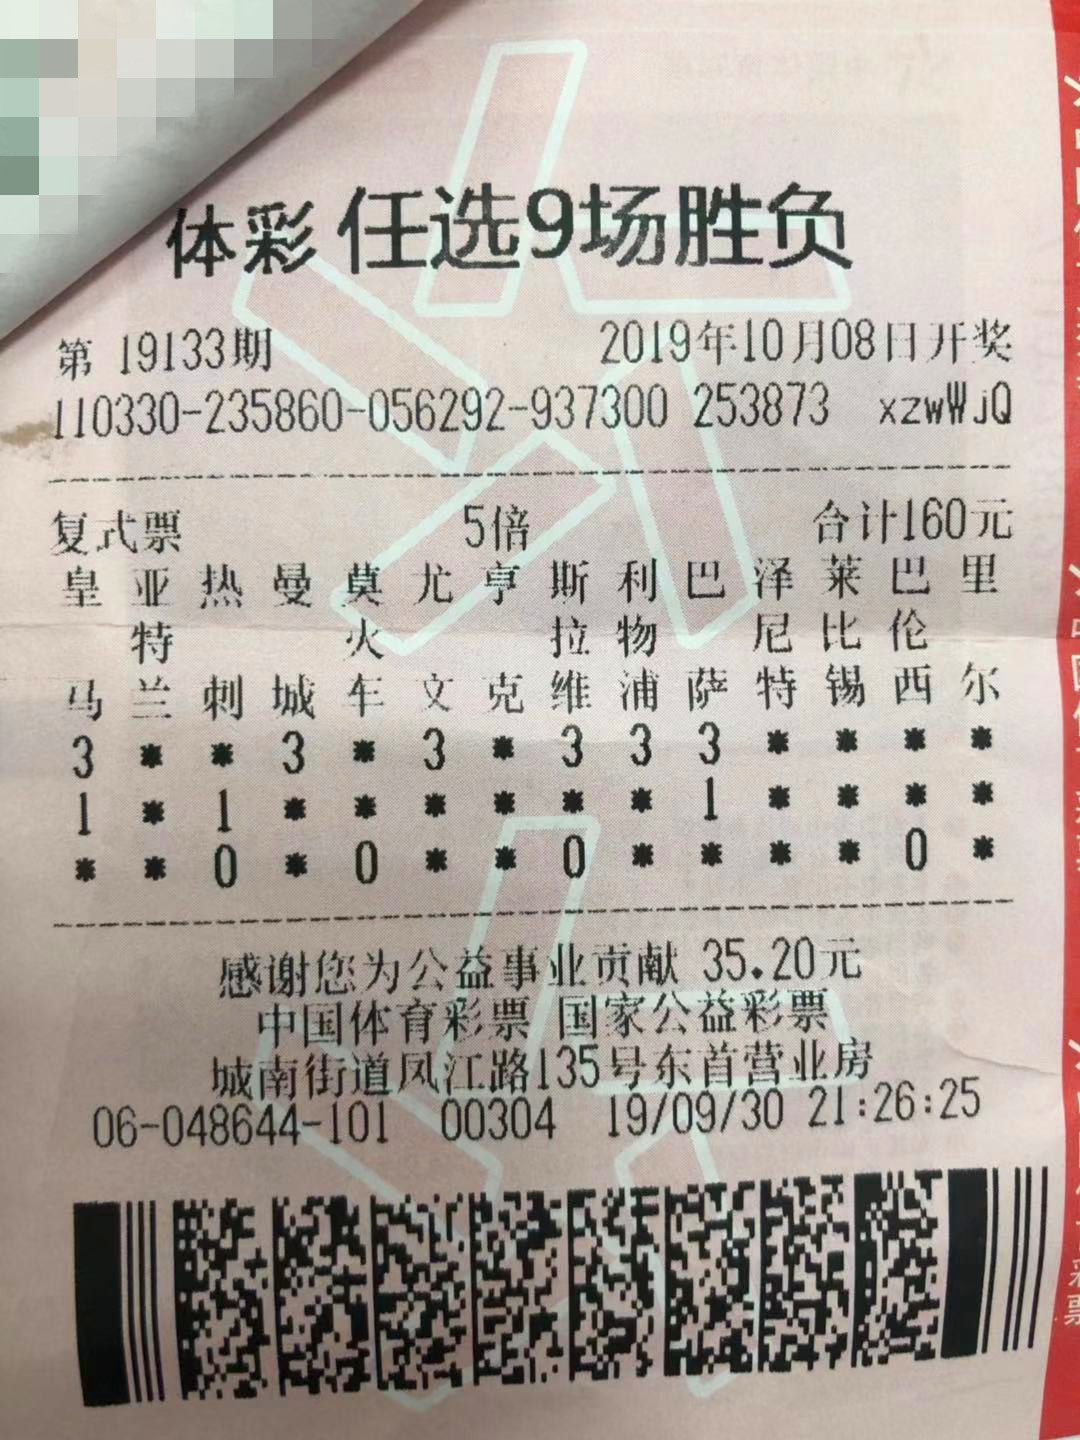 体彩 任选9场胜负
第 19133期 2019年10月08日开奖
110330-235860-056292-937300 253873 xzwWjQ
复式票 5倍 合计160元
皇 亚 热 曼 莫 尤 亨 斯 利 巴 泽 莱 巴 里
特 火 拉 物 尼 比 伦
马 兰 刺 城 车 文 克 维 浦 萨 特 锡 西 尔
3 * * 3 * 3 * 3 3 3 * * * *
1 * 1 * * * * * * 1 * * * *
* * 0 * 0 * * 0 * * * * 0 *
感谢您为公益事业贡献 35.20元
中国体育彩票 国家公益彩票
城南街道凤江路135号东首营业房
06-048644-101 00304 19/09/30 21:26:25